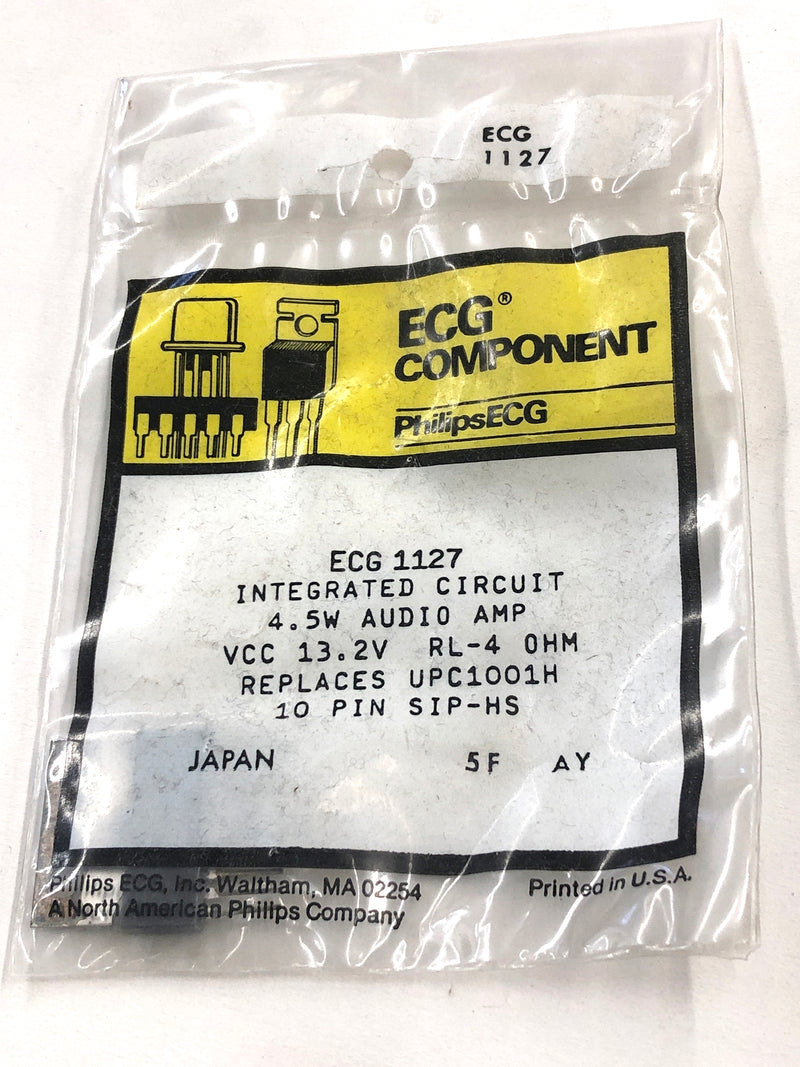 ECG
1127
ECG®
COMPONENT
PhilipsECG
ECG 1127
INTEGRATED CIRCUIT
4.5W AUDIO AMP
VCC 13.2V RL-4 OHM
REPLACES UPC1001H
10 PIN SIP-HS
JAPAN 5F AY
Philips ECG, Inc. Waltham, MA 02254
A North American Philips Company
Printed in U.S.A.